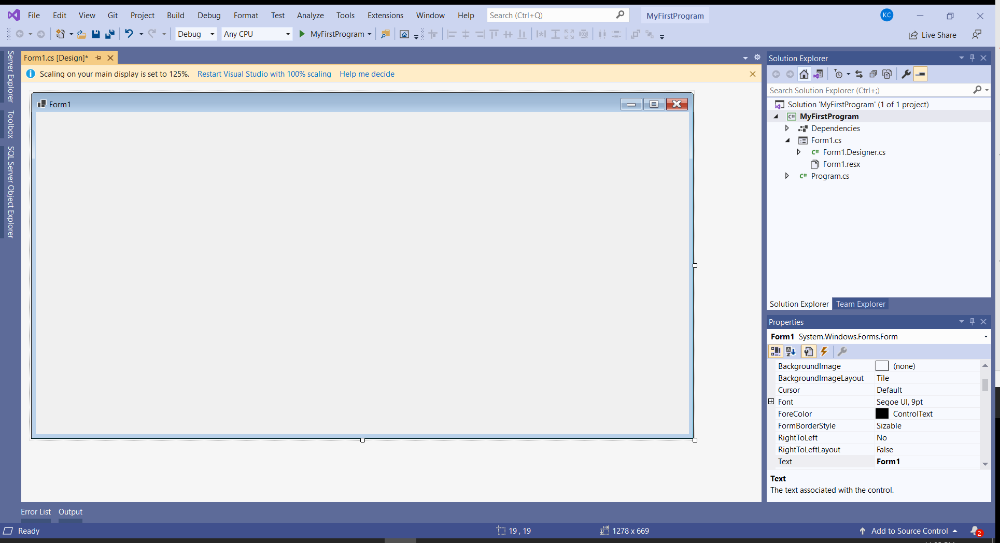 File Edit View Git Project Build Debug Format Test Analyze Tools Extensions Window Help Search (Ctrl+Q) MyFirstProgram KC
Debug Any CPU MyFirstProgram Live Share
Server Explorer
Toolbox
SQL Server Object Explorer
Form1.cs [Design]*
Scaling on your main display is set to 125%. Restart Visual Studio with 100% scaling Help me decide
Form1
Solution Explorer
Search Solution Explorer (Ctrl+;)
Solution 'MyFirstProgram' (1 of 1 project)
C# MyFirstProgram
Dependencies
Form1.cs
C# Form1.Designer.cs
Form1.resx
C# Program.cs
Solution Explorer Team Explorer
Properties
Form1 System.Windows.Forms.Form
BackgroundImage (none)
BackgroundImageLayout Tile
Cursor Default
Font Segoe UI, 9pt
ForeColor ControlText
FormBorderStyle Sizable
RightToLeft No
RightToLeftLayout False
Text Form1
Text
The text associated with the control.
Error List Output
Ready 19 , 19 1278 x 669 Add to Source Control 2